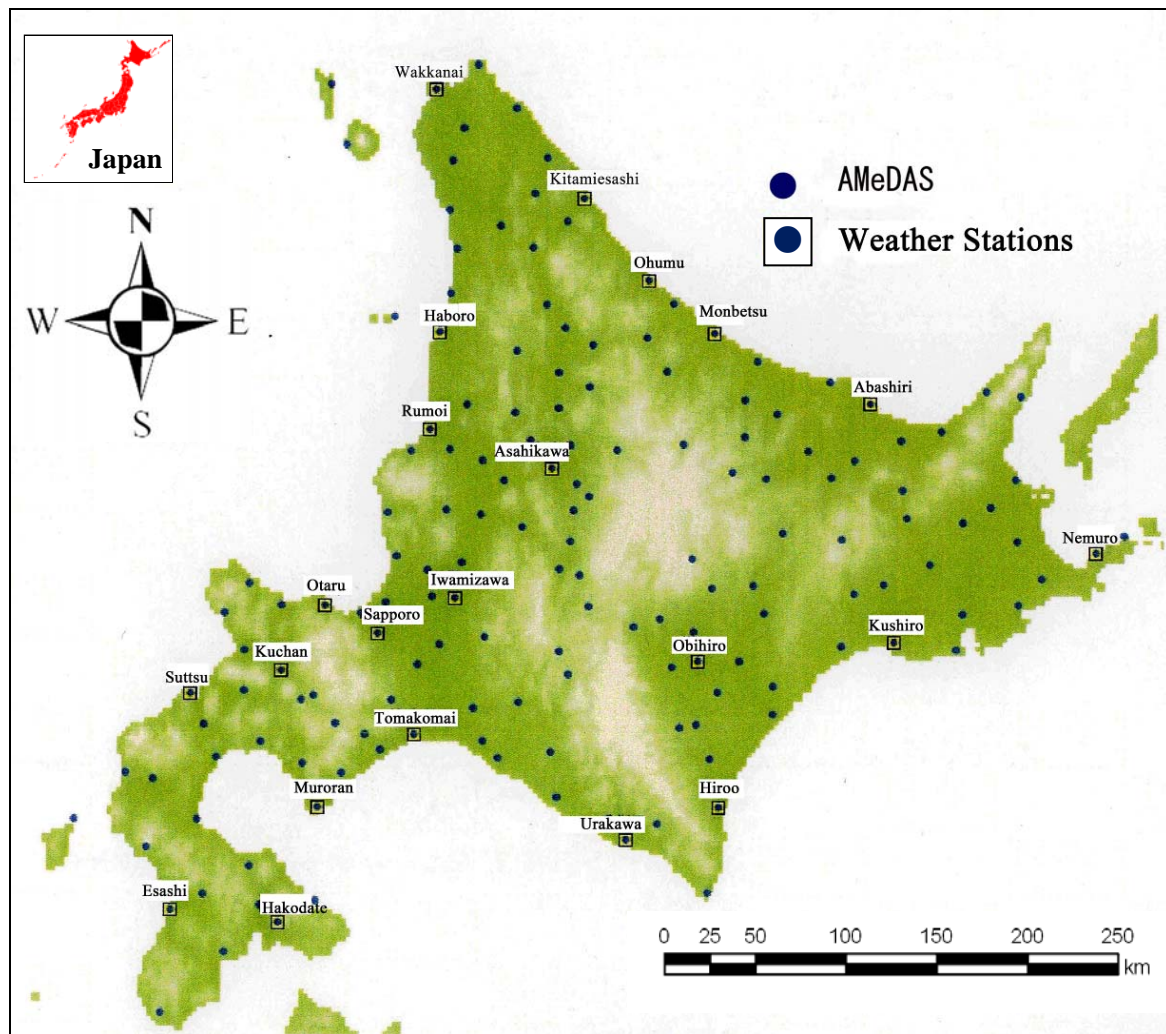 Japan
N
W
E
S
AMeDAS
Weather Stations
Wakkanai
Kitamiesashi
Ohumu
Monbetsu
Haboro
Abashiri
Rumoi
Asahikawa
Nemuro
Otaru
Iwamizawa
Sapporo
Kushiro
Kuchan
Obihiro
Suttsu
Tomakomai
Muroran
Hiroo
Urakawa
Esashi
Hakodate
0 25 50 100 150 200 250
km